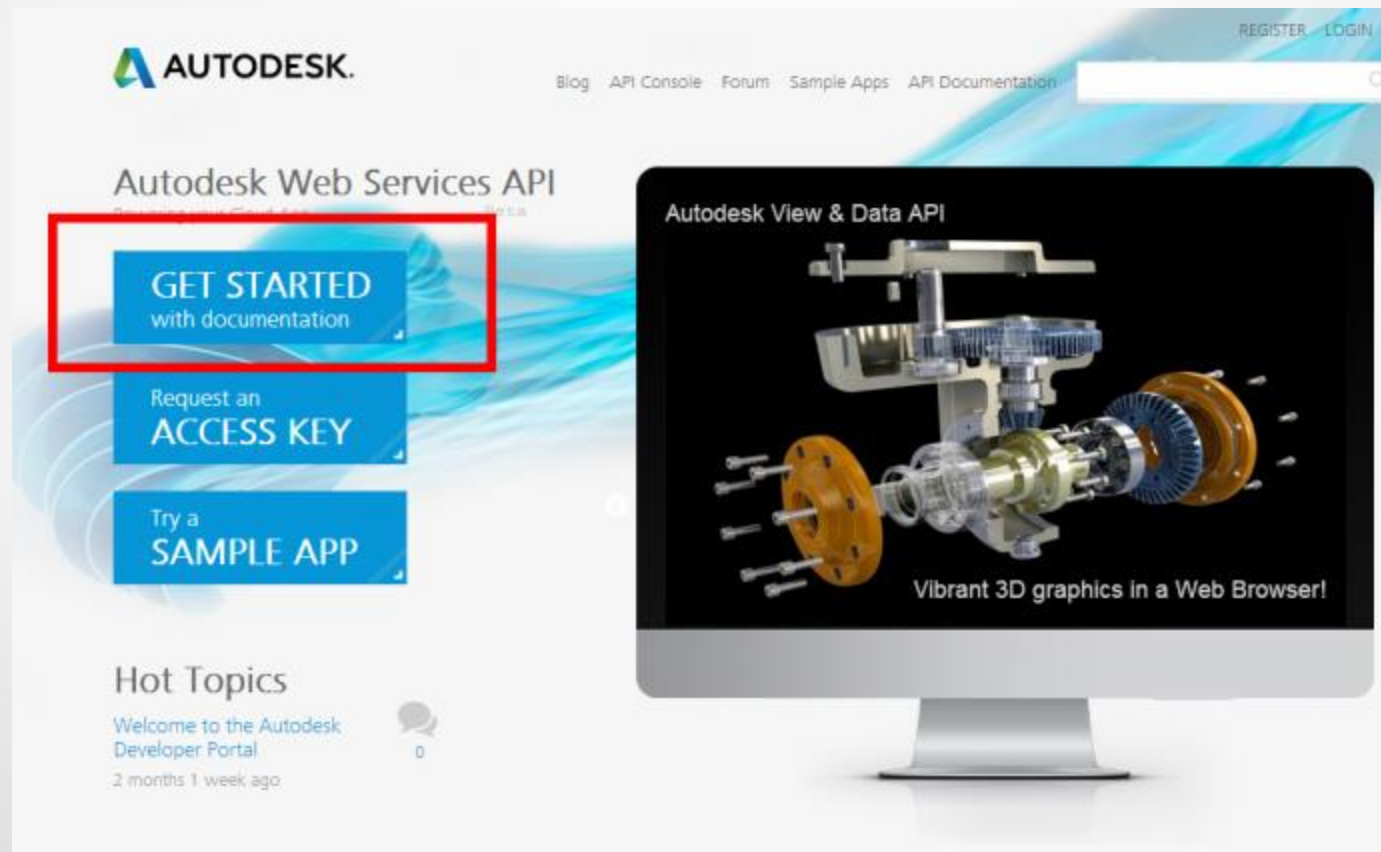 REGISTER LOGIN
AUTODESK.
Blog API Console Forum Sample Apps API Documentation
Autodesk Web Services API
Beta
GET STARTED
with documentation
Request an
ACCESS KEY
Try a
SAMPLE APP
Autodesk View & Data API
Vibrant 3D graphics in a Web Browser!
Hot Topics
Welcome to the Autodesk
Developer Portal
0
2 months 1 week ago